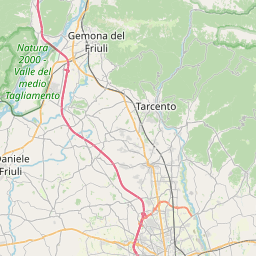 Gemona del
Friuli
Natura
2000 -
Valle del
medio
Tagliamento
Tarcento
Daniele
Friuli